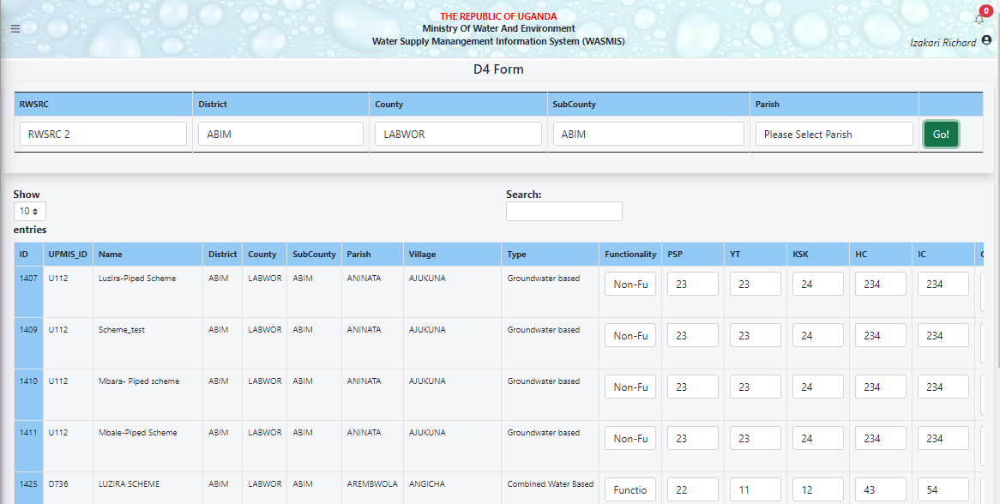 THE REPUBLIC OF UGANDA
Ministry Of Water And Environment
Water Supply Manangement Information System (WASMIS)
0
Izakari Richard
D4 Form
RWSRC District County SubCounty Parish
RWSRC 2 ABIM LABWOR ABIM Please Select Parish Go!
Show
10
entries
Search:
ID UPMIS_ID Name District County SubCounty Parish Village Type Functionality PSP YT KSK HC IC
1407 U112 Luzira-Piped Scheme ABIM LABWOR ABIM ANINATA AJUKUNA Groundwater based Non-Fu 23 23 24 234 234
1409 U112 Scheme_test ABIM LABWOR ABIM ANINATA AJUKUNA Groundwater based Non-Fu 23 23 24 234 234
1410 U112 Mbara- Piped scheme ABIM LABWOR ABIM ANINATA AJUKUNA Groundwater based Non-Fu 23 23 24 234 234
1411 U112 Mbale-Piped Scheme ABIM LABWOR ABIM ANINATA AJUKUNA Groundwater based Non-Fu 23 23 24 234 234
1425 D736 LUZIRA SCHEME ABIM LABWOR ABIM AREMBWOLA ANGICHA Combined Water Based Functio 22 11 12 43 54